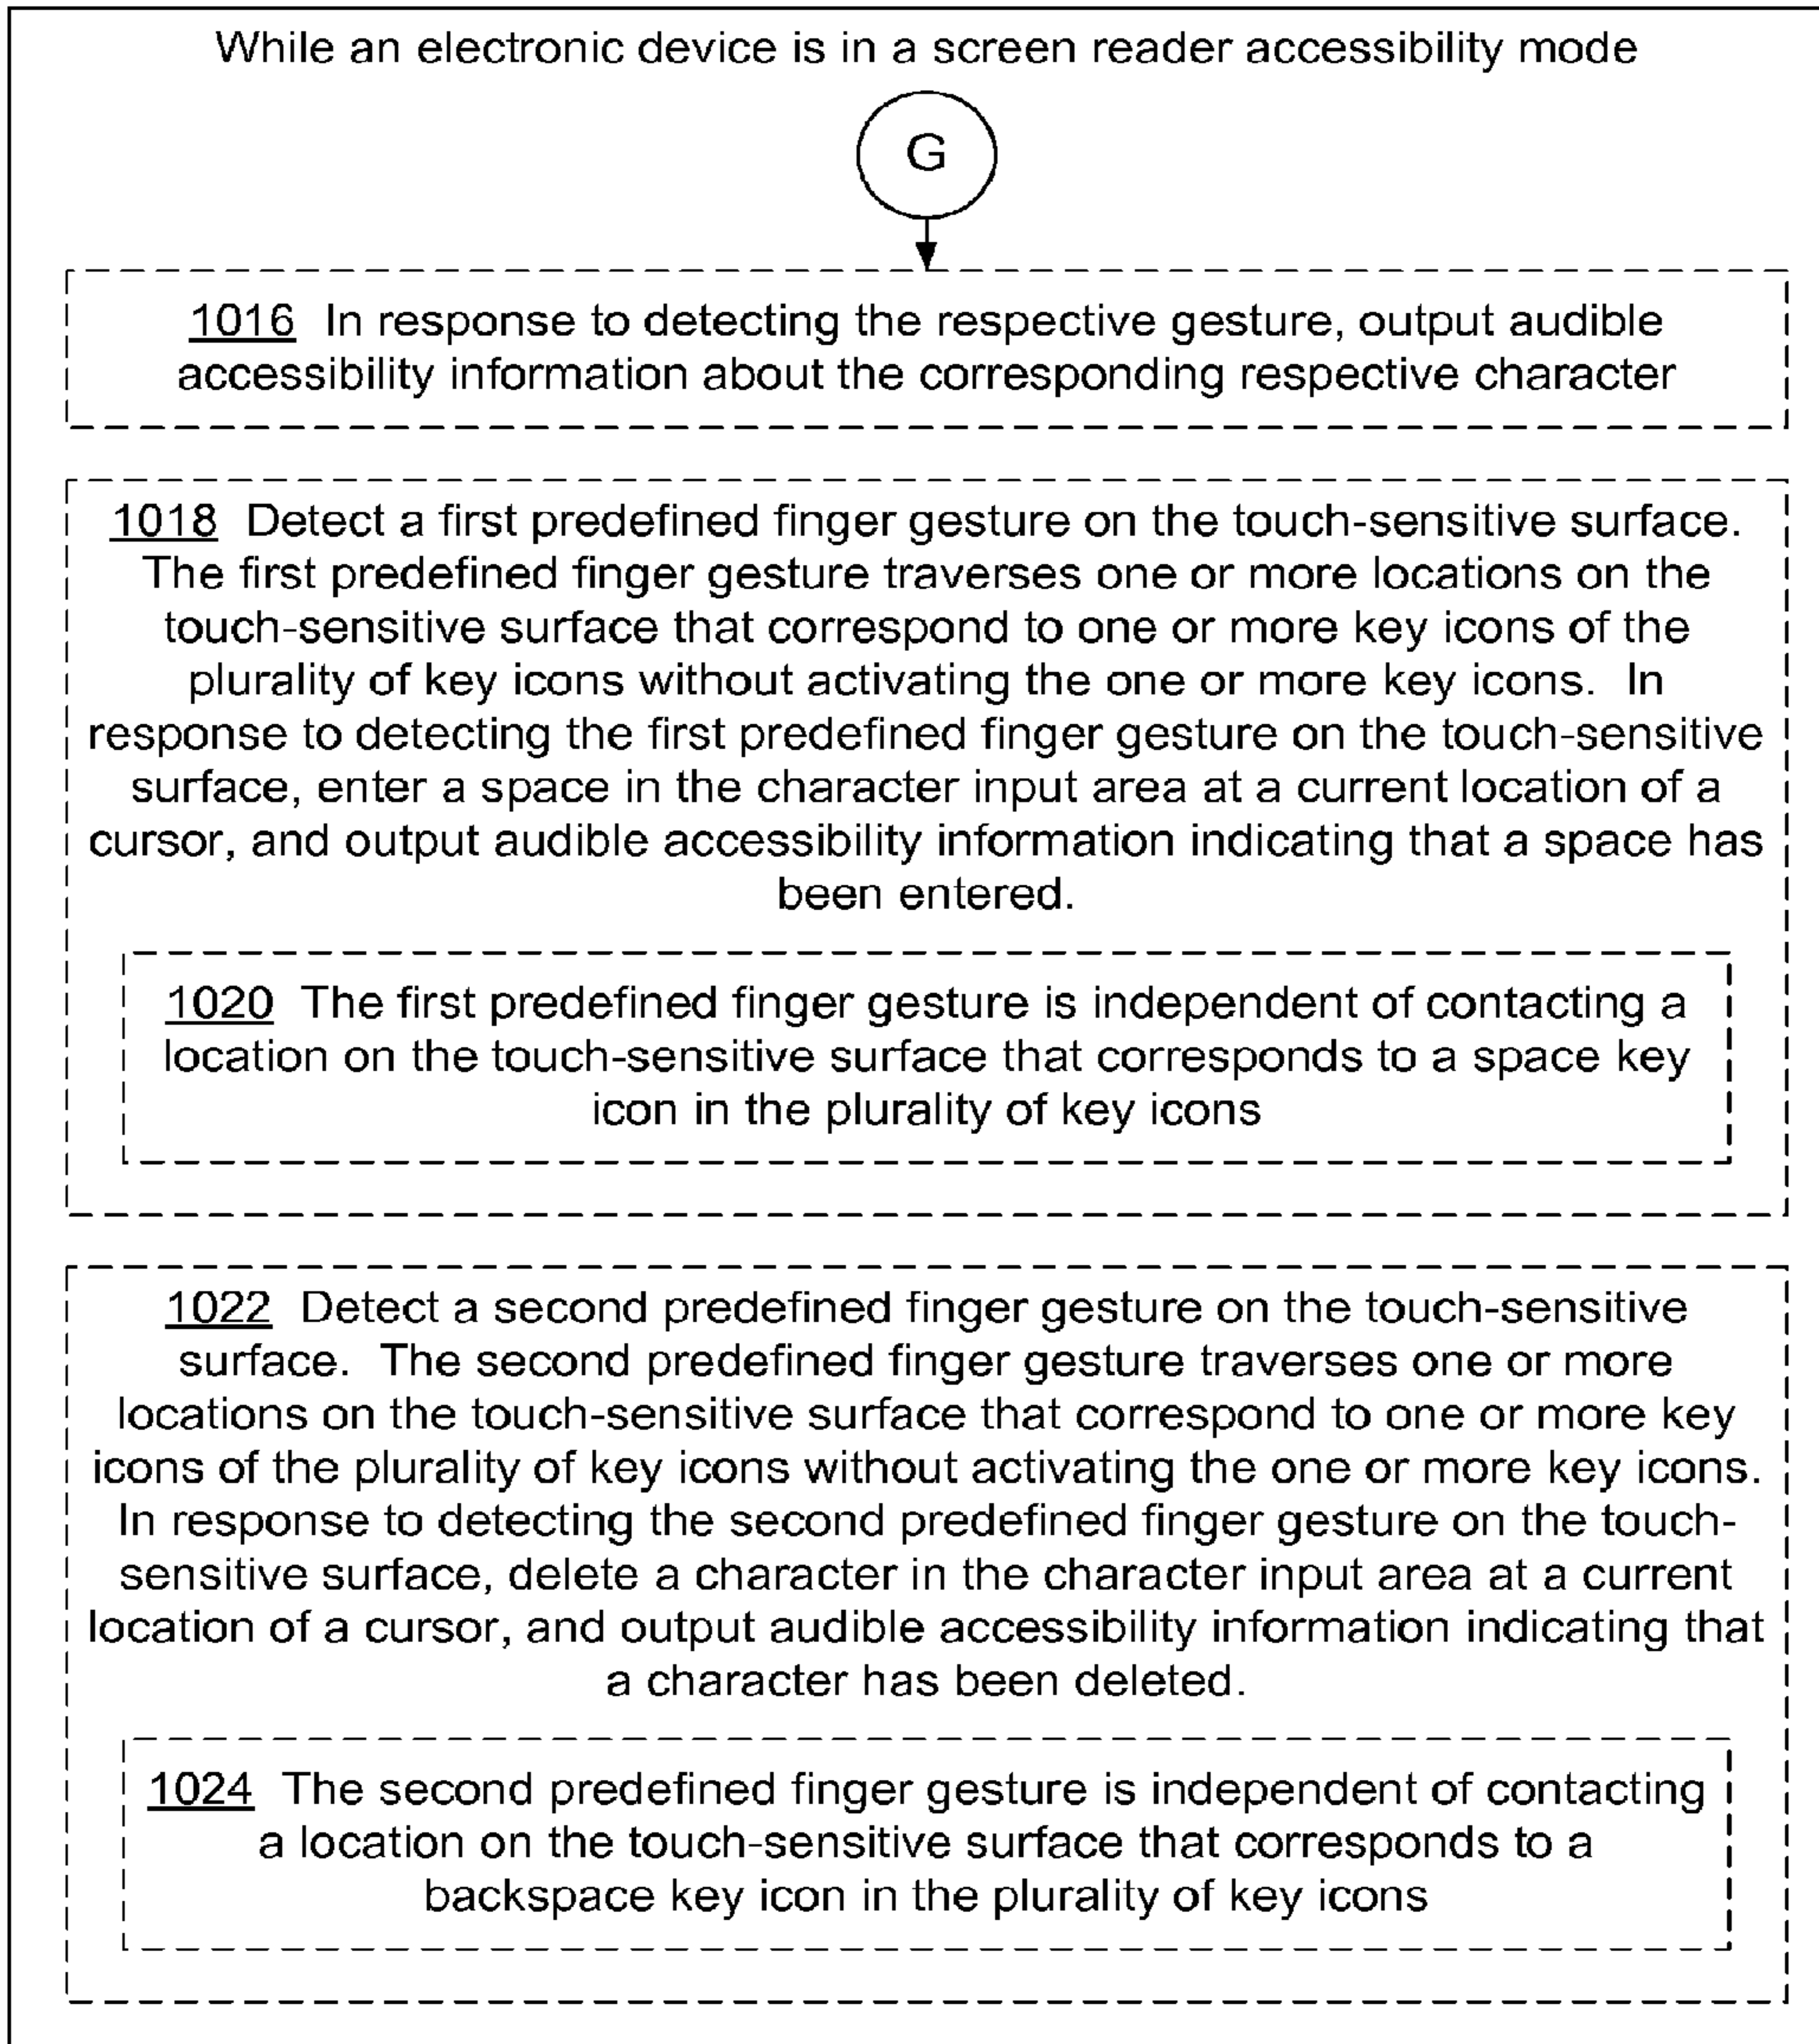 While an electronic device is in a screen reader accessibility mode
G
1016 In response to detecting the respective gesture, output audible
accessibility information about the corresponding respective character
1018 Detect a first predefined finger gesture on the touch-sensitive surface.
The first predefined finger gesture traverses one or more locations on the
touch-sensitive surface that correspond to one or more key icons of the
plurality of key icons without activating the one or more key icons. In
response to detecting the first predefined finger gesture on the touch-sensitive
surface, enter a space in the character input area at a current location of a
cursor, and output audible accessibility information indicating that a space has
been entered.
1020 The first predefined finger gesture is independent of contacting a
location on the touch-sensitive surface that corresponds to a space key
icon in the plurality of key icons
1022 Detect a second predefined finger gesture on the touch-sensitive
surface. The second predefined finger gesture traverses one or more
locations on the touch-sensitive surface that correspond to one or more key
icons of the plurality of key icons without activating the one or more key icons.
In response to detecting the second predefined finger gesture on the touch-
sensitive surface, delete a character in the character input area at a current
location of a cursor, and output audible accessibility information indicating that
a character has been deleted.
1024 The second predefined finger gesture is independent of contacting
a location on the touch-sensitive surface that corresponds to a
backspace key icon in the plurality of key icons